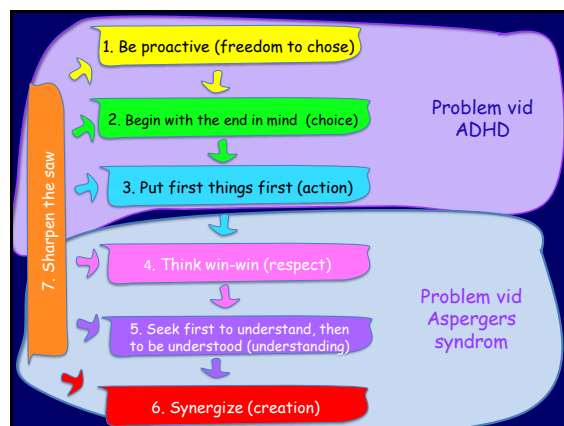 1. Be proactive (freedom to chose)
2. Begin with the end in mind (choice)
3. Put first things first (action)
Problem vid
ADHD
7. Sharpen the saw
4. Think win-win (respect)
5. Seek first to understand, then
to be understood (understanding)
6. Synergize (creation)
Problem vid
Aspergers
syndrom